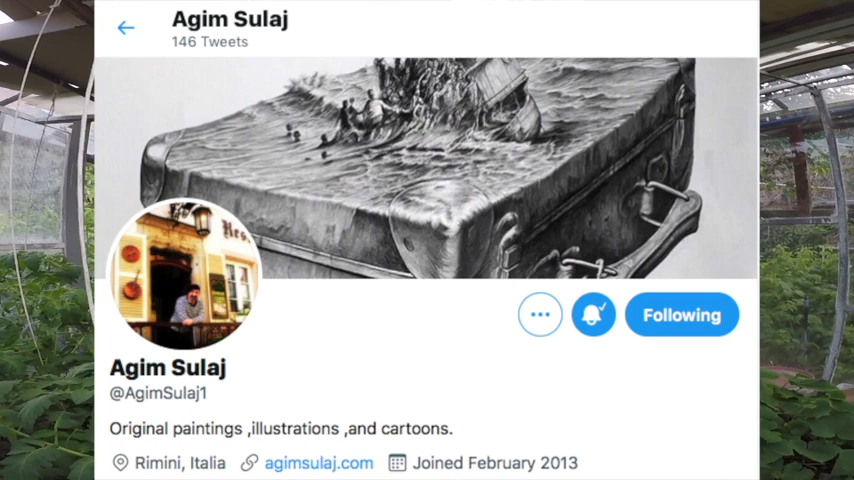 Agim Sulaj
146 Tweets
Res.
Following
Agim Sulaj
@AgimSulaj1
Original paintings ,illustrations ,and cartoons.
Rimini, Italia agimsulaj.com Joined February 2013